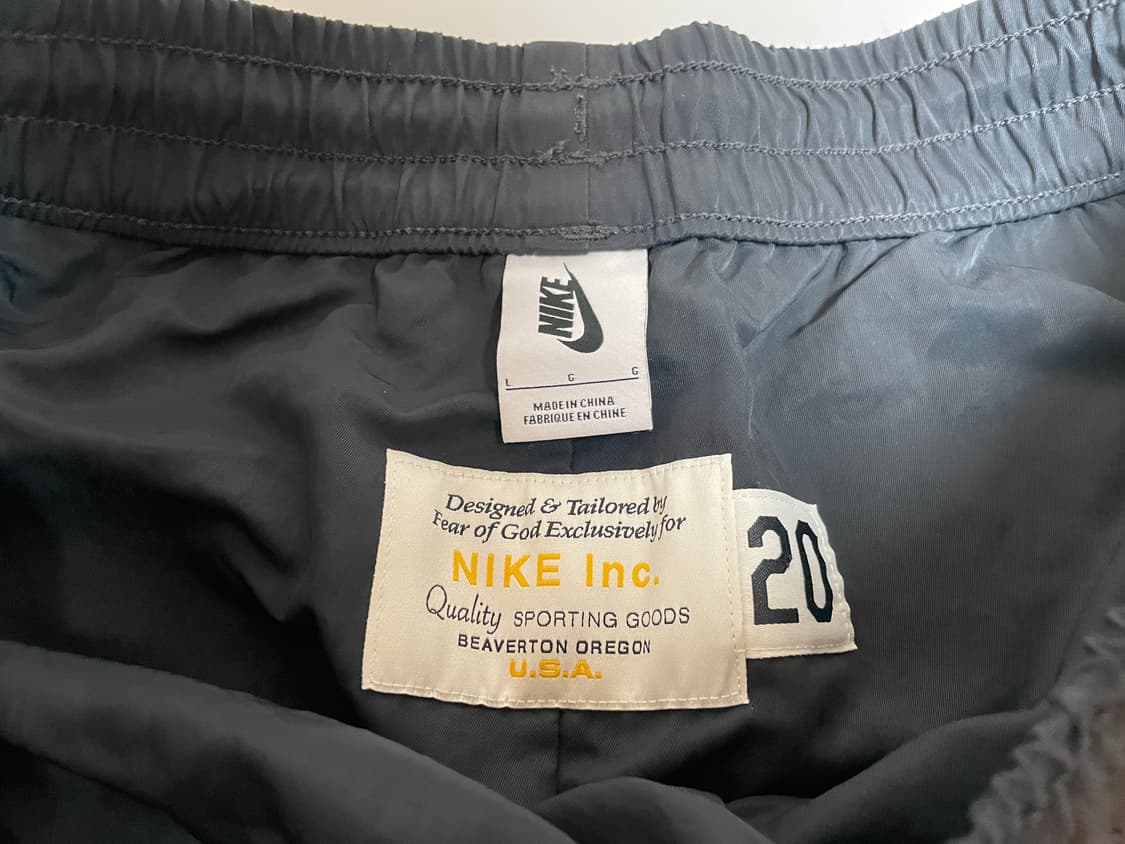 NIKE
L G G
MADE IN CHINA
FABRIQUE EN CHINE
Designed & Tailored by
Fear of God Exclusively for
NIKE Inc.
Quality SPORTING GOODS
BEAVERTON OREGON
U.S.A.
20